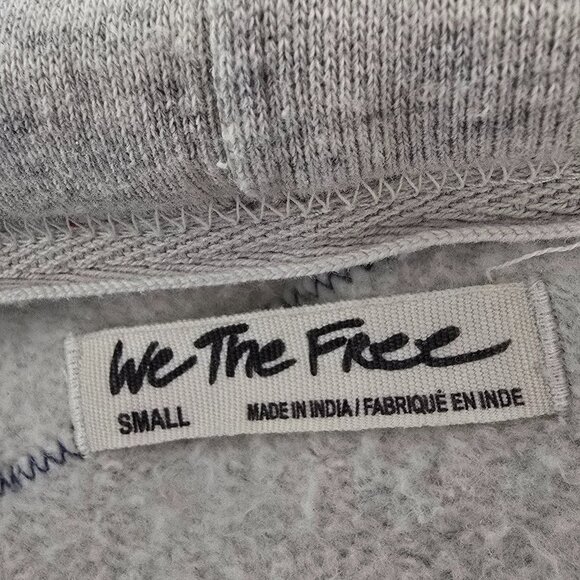 We The Free
SMALL MADE IN INDIA / FABRIQUÉ EN INDE